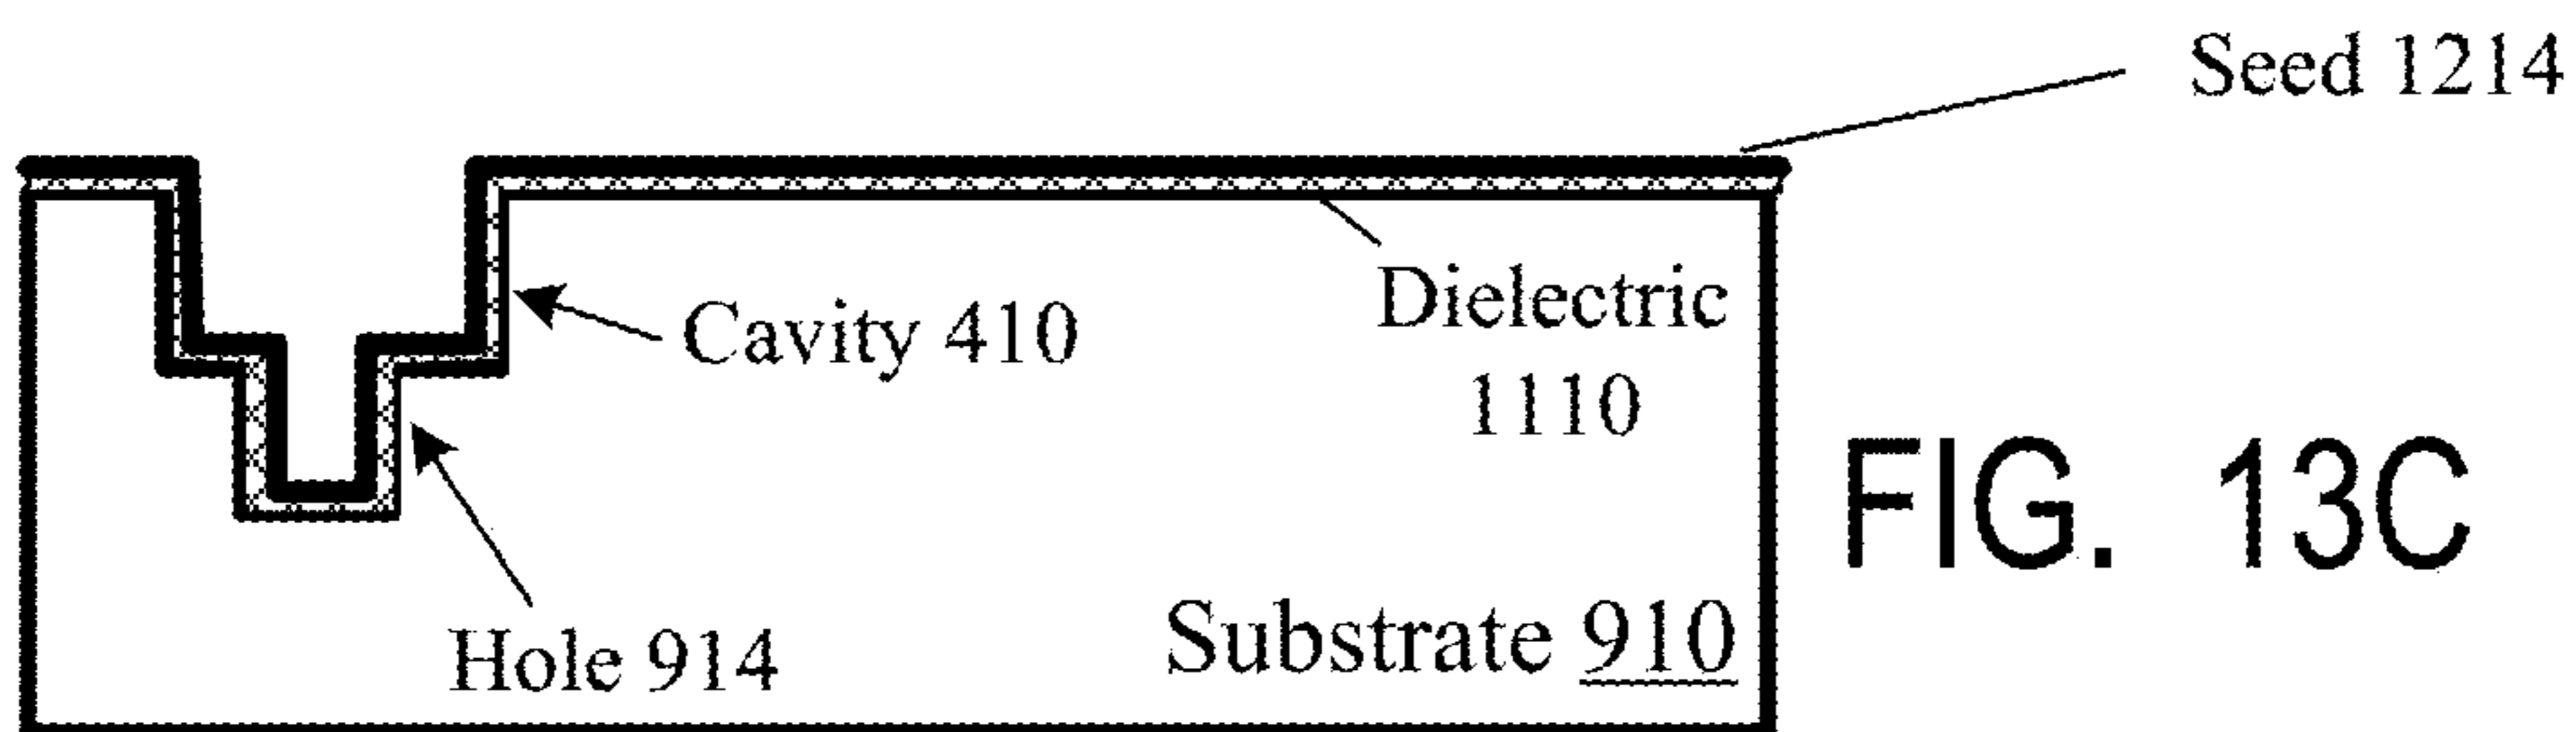 Seed 1214
Cavity 410
Dielectric
1110
FIG. 13C
Hole 914
Substrate 910